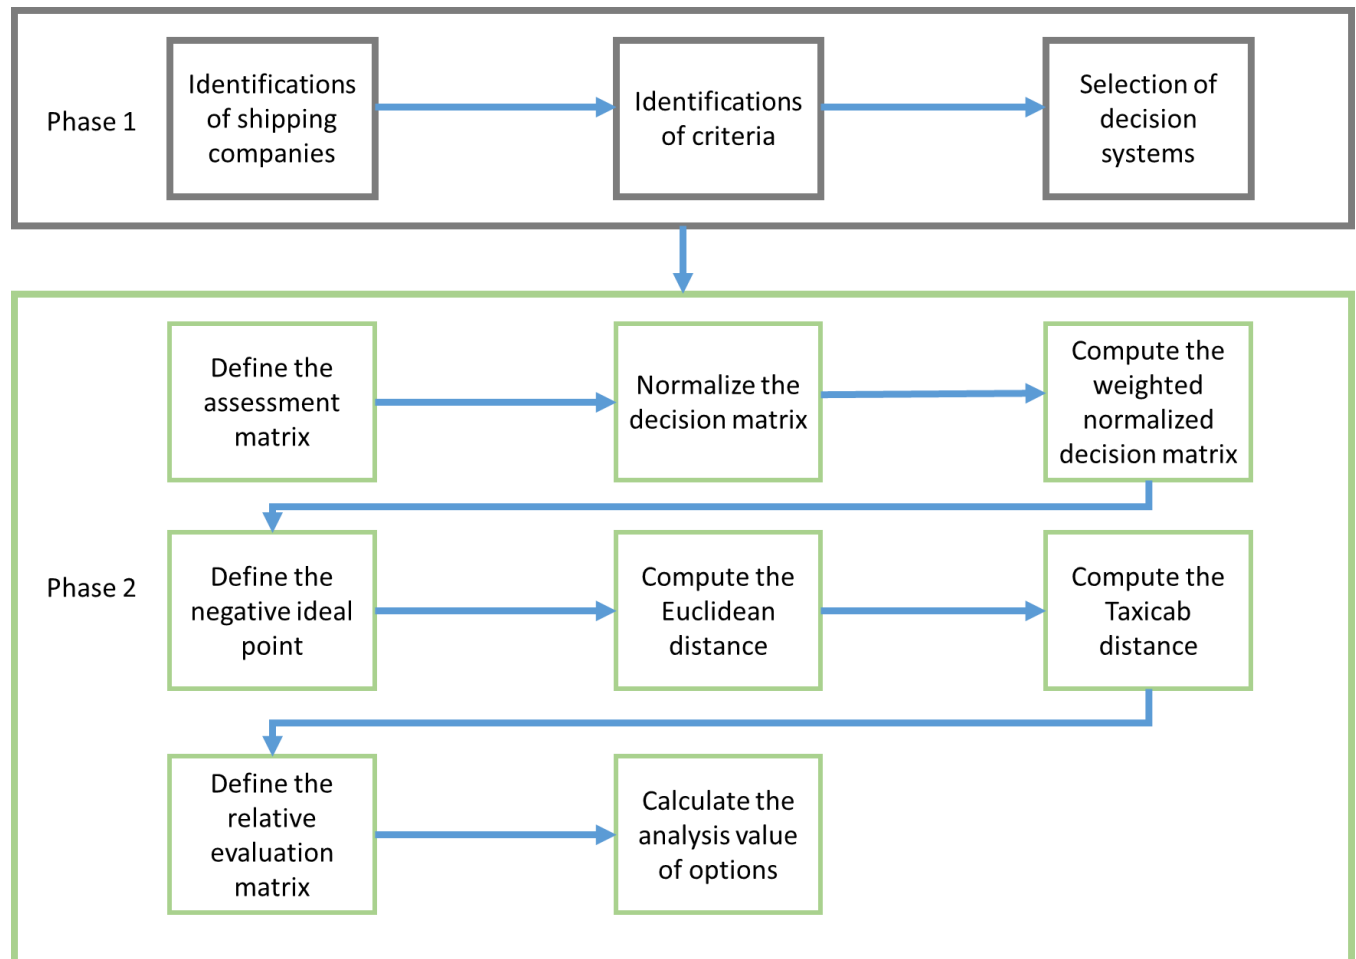 Phase 1
Identifications
of shipping
companies
Identifications
of criteria
Selection of
decision
systems
Phase 2
Define the
assessment
matrix
Normalize the
decision matrix
Compute the
weighted
normalized
decision matrix
Define the
negative ideal
point
Compute the
Euclidean
distance
Compute the
Taxicab
distance
Define the
relative
evaluation
matrix
Calculate the
analysis value
of options